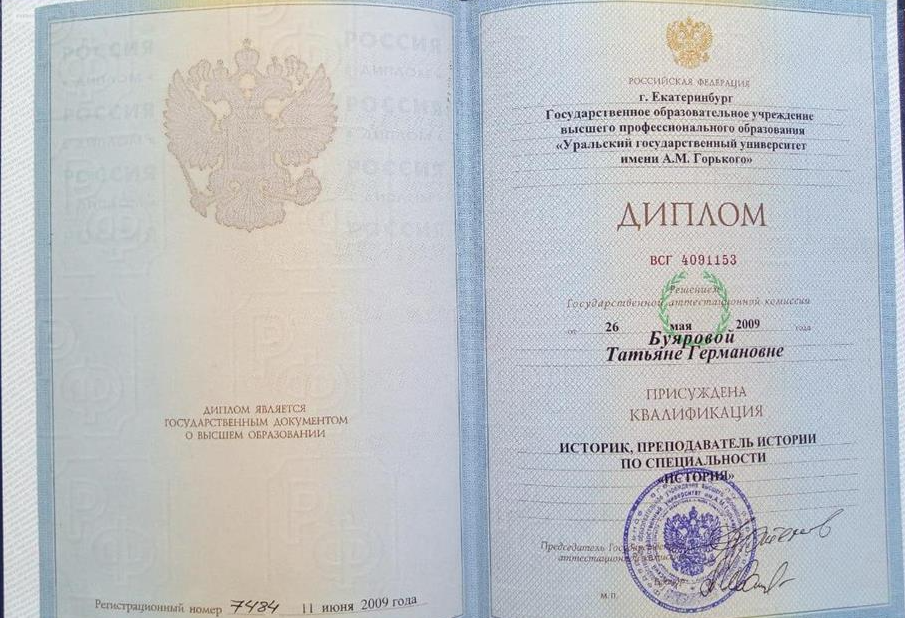 ДИПЛОМ ЯВЛЯЕТСЯ
ГОСУДАРСТВЕННЫМ ДОКУМЕНТОМ
О ВЫСШЕМ ОБРАЗОВАНИИ
Регистрационный номер 7484 11 июня 2009 года
РОССИЙСКАЯ ФЕДЕРАЦИЯ
г. Екатеринбург
Государственное образовательное учреждение
высшего профессионального образования
«Уральский государственный университет
имени А.М. Горького»
ДИПЛОМ
ВСГ 4091153
Решением
Государственной аттестационной комиссии
от 26 мая 2009 года
Буяровой
Татьяне Германовне
ПРИСУЖДЕНА
КВАЛИФИКАЦИЯ
ИСТОРИК, ПРЕПОДАВАТЕЛЬ ИСТОРИИ
ПО СПЕЦИАЛЬНОСТИ
«ИСТОРИЯ»
Председатель
М.П.